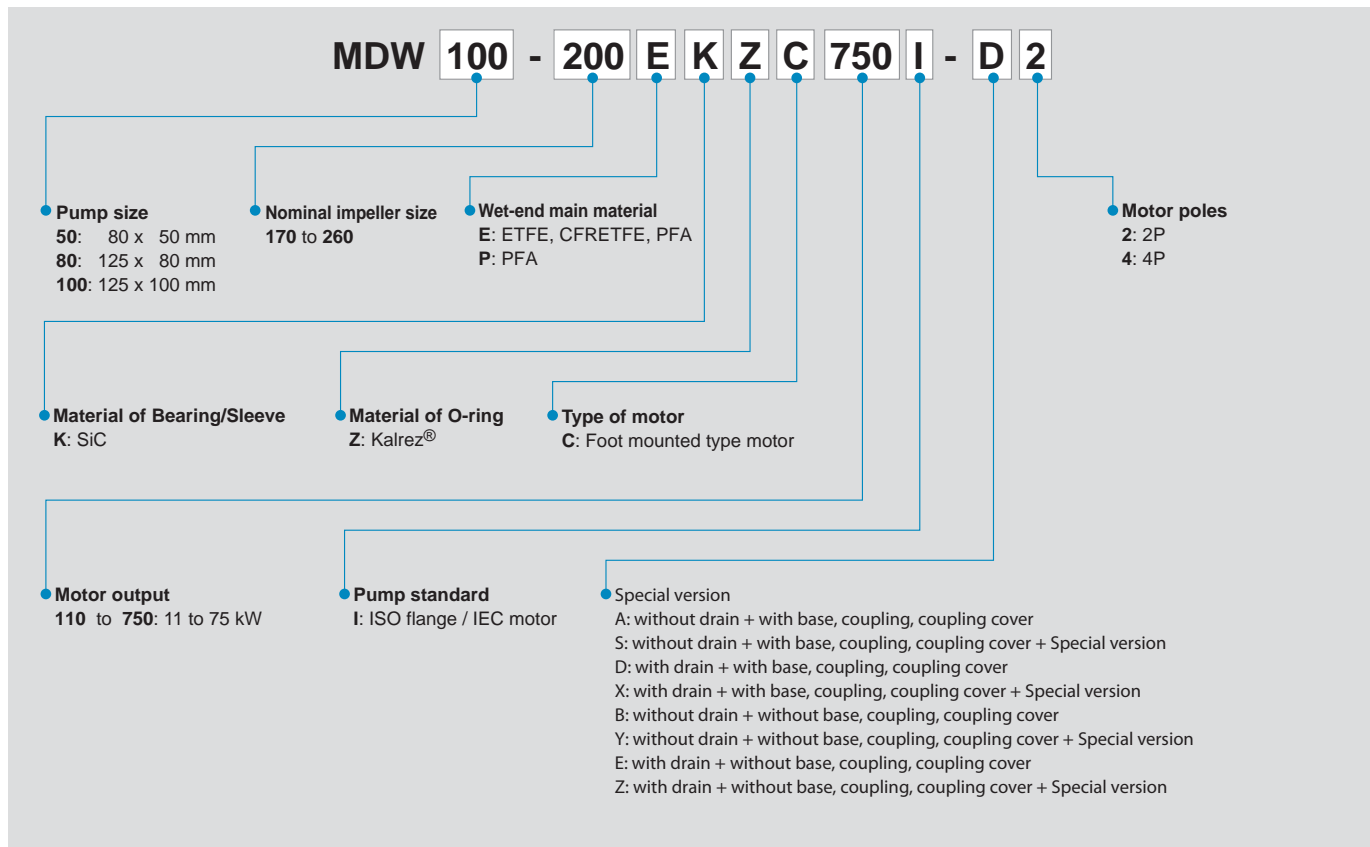 MDW 100 - 200 E K Z C 750 I - D 2
Pump size
50: 80 x 50 mm
80: 125 x 80 mm
100: 125 x 100 mm
Nominal impeller size
170 to 260
Wet-end main material
E: ETFE, CFRETFE, PFA
P: PFA
Motor poles
2: 2P
4: 4P
Material of Bearing/Sleeve
K: SiC
Material of O-ring
Z: Kalrez®
Type of motor
C: Foot mounted type motor
Motor output
110 to 750: 11 to 75 kW
Pump standard
I: ISO flange / IEC motor
Special version
A: without drain + with base, coupling, coupling cover
S: without drain + with base, coupling, coupling cover + Special version
D: with drain + with base, coupling, coupling cover
X: with drain + with base, coupling, coupling cover + Special version
B: without drain + without base, coupling, coupling cover
Y: without drain + without base, coupling, coupling cover + Special version
E: with drain + without base, coupling, coupling cover
Z: with drain + without base, coupling, coupling cover + Special version